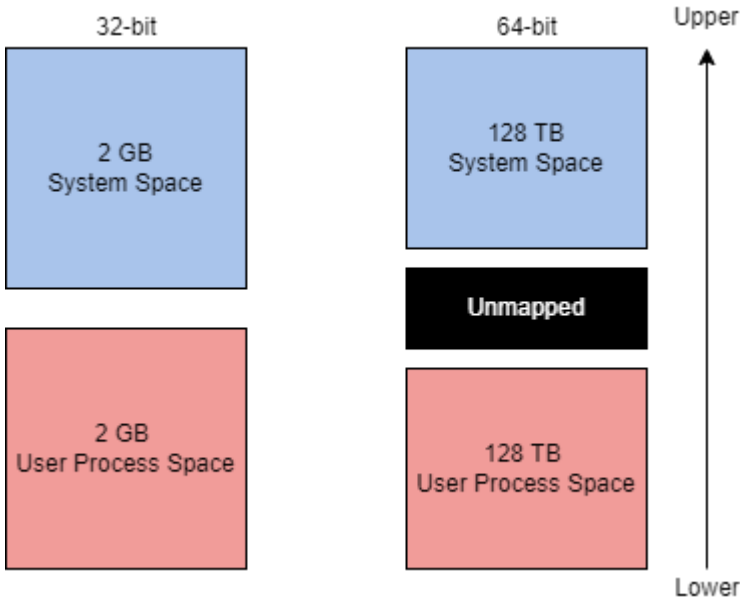 32-bit
64-bit
Upper
2 GB
System Space
128 TB
System Space
Unmapped
2 GB
User Process Space
128 TB
User Process Space
Lower